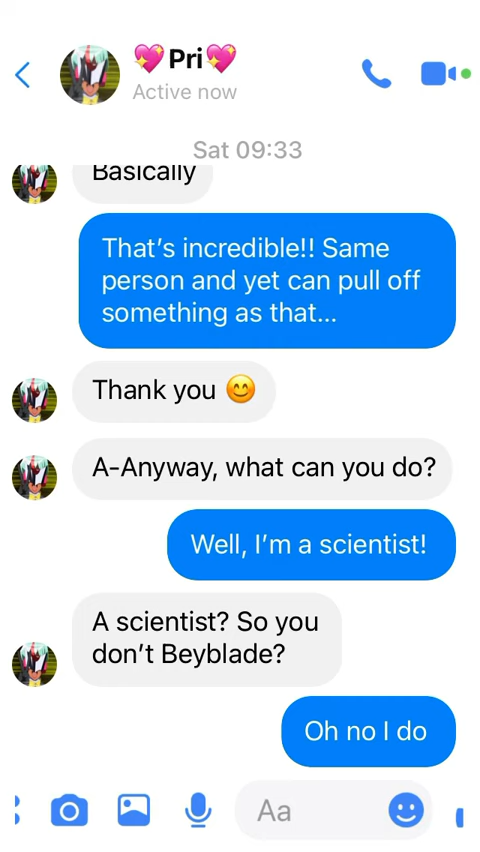 💖Pri💖
Active now
Sat 09:33
Basically
That’s incredible!! Same
person and yet can pull off
something as that...
Thank you 😊
A-Anyway, what can you do?
Well, I’m a scientist!
A scientist? So you
don’t Beyblade?
Oh no I do
Aa